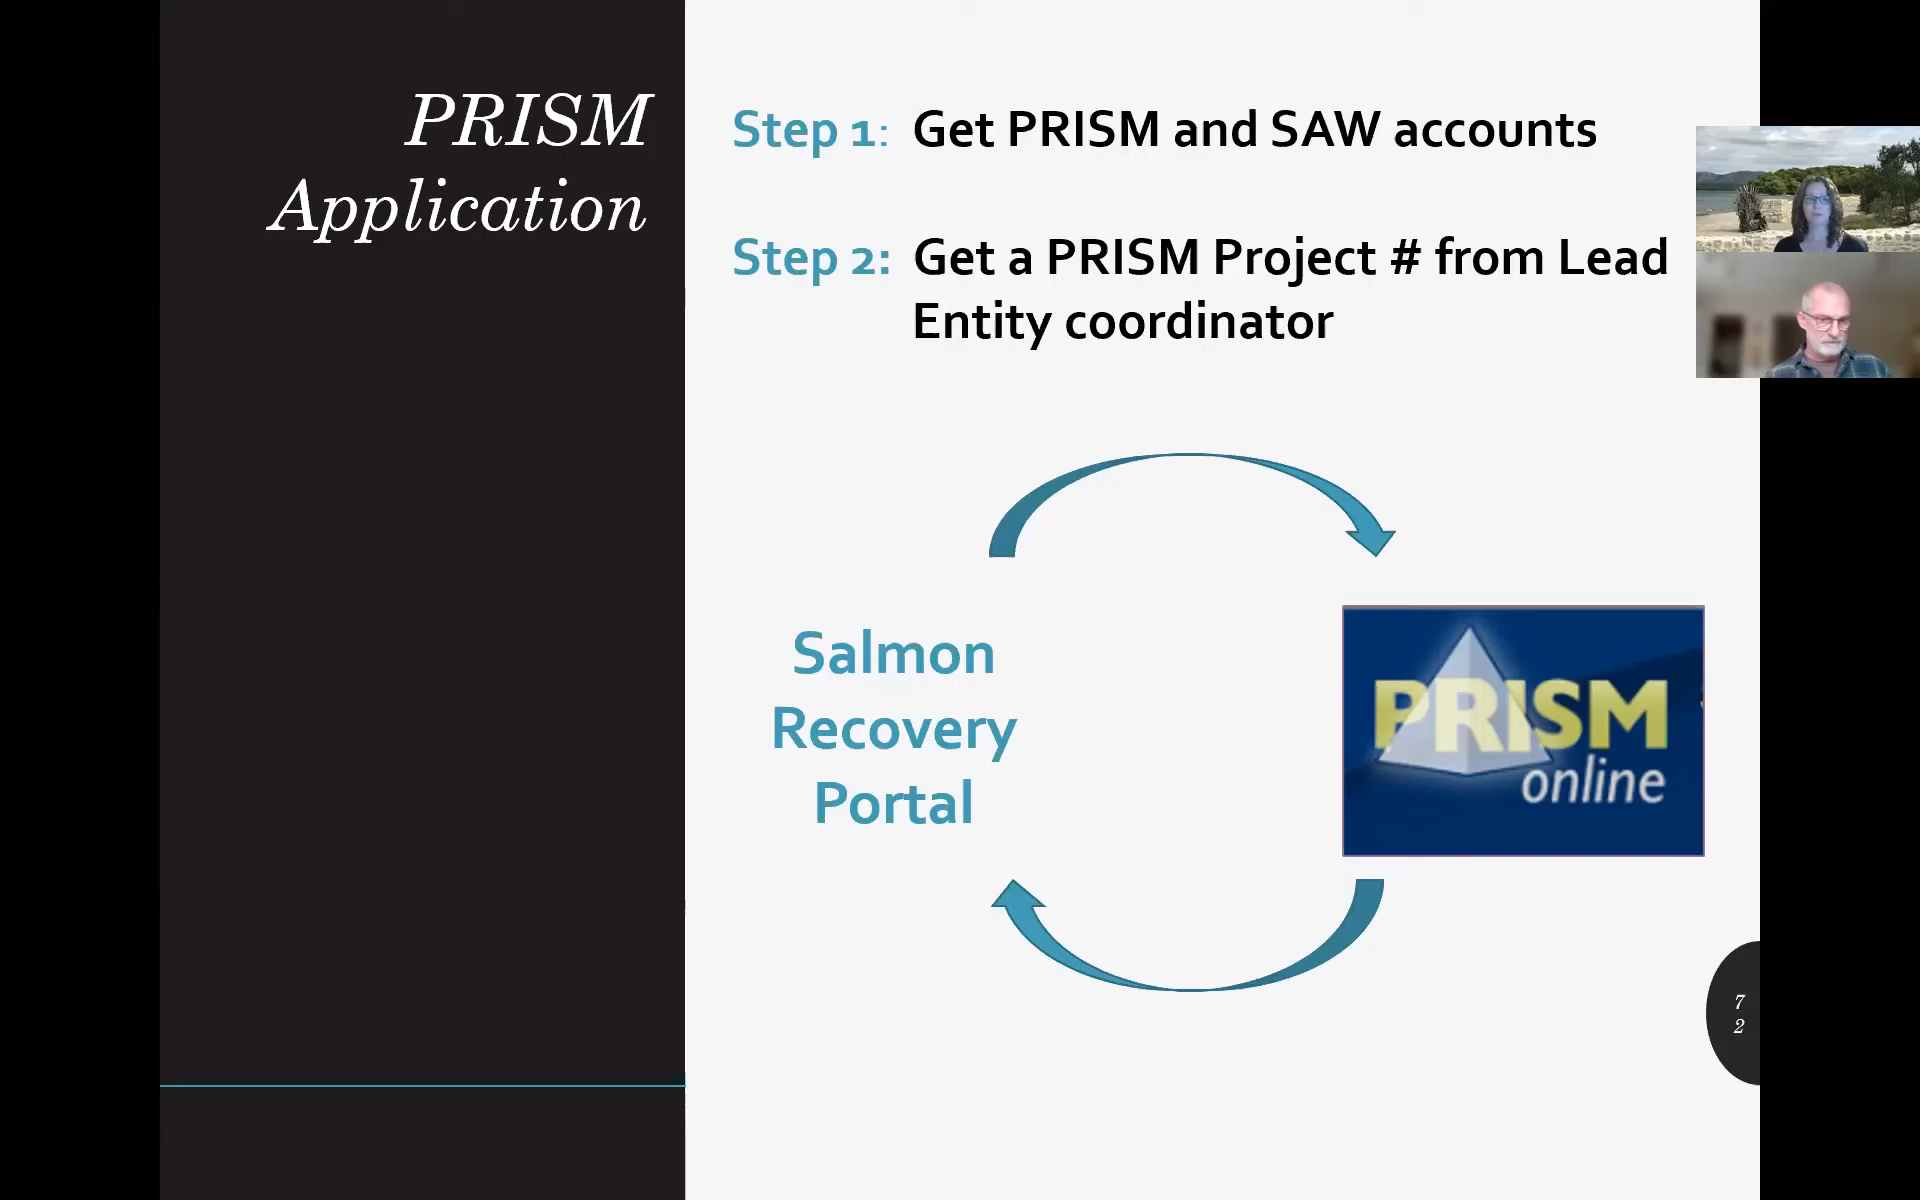 PRISM
Application
Step 1: Get PRISM and SAW accounts
Step 2: Get a PRISM Project # from Lead
Entity coordinator
Salmon
Recovery
Portal
PRISM
online
7
2